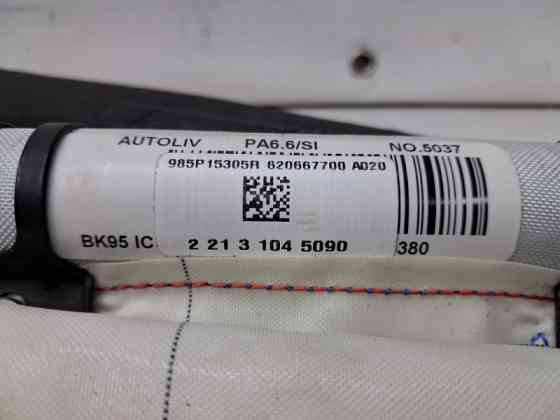 AUTOLIV PA6.6/SI NO.5037
985P15305R 620667700 A020
BK95 IC 2 21 3 104 5090 380